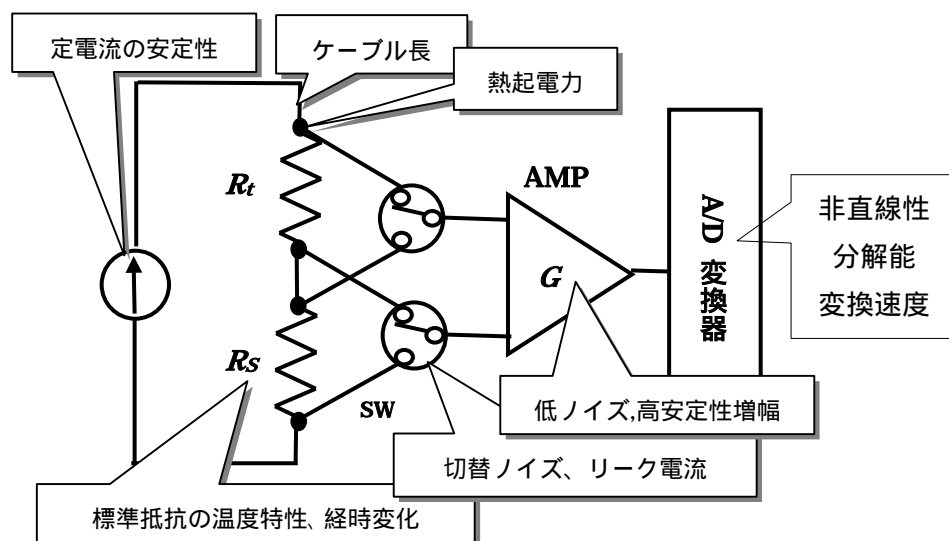 定電流の安定性
ケーブル長
熱起電力
Rt
AMP
A/D 変換器
非直線性
分解能
変換速度
G
RS
SW
低ノイズ,高安定性増幅
切替ノイズ、リーク電流
標準抵抗の温度特性、経時変化